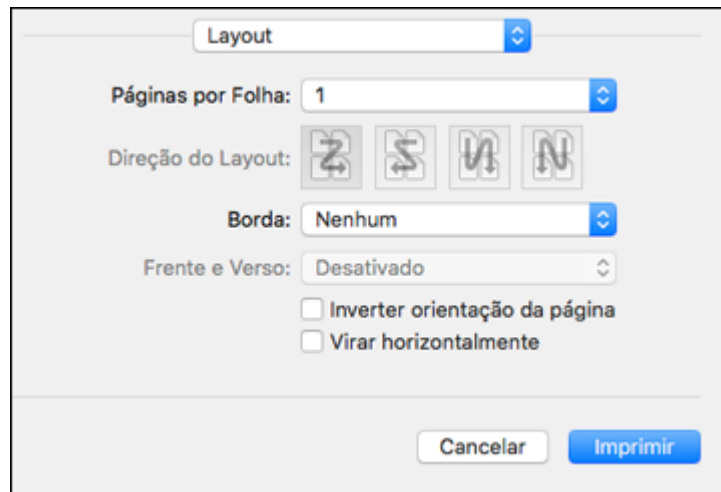 Layout
Páginas por Folha: 1
Direção do Layout:
Borda: Nenhum
Frente e Verso: Desativado
Inverter orientação da página
Virar horizontalmente
Cancelar Imprimir